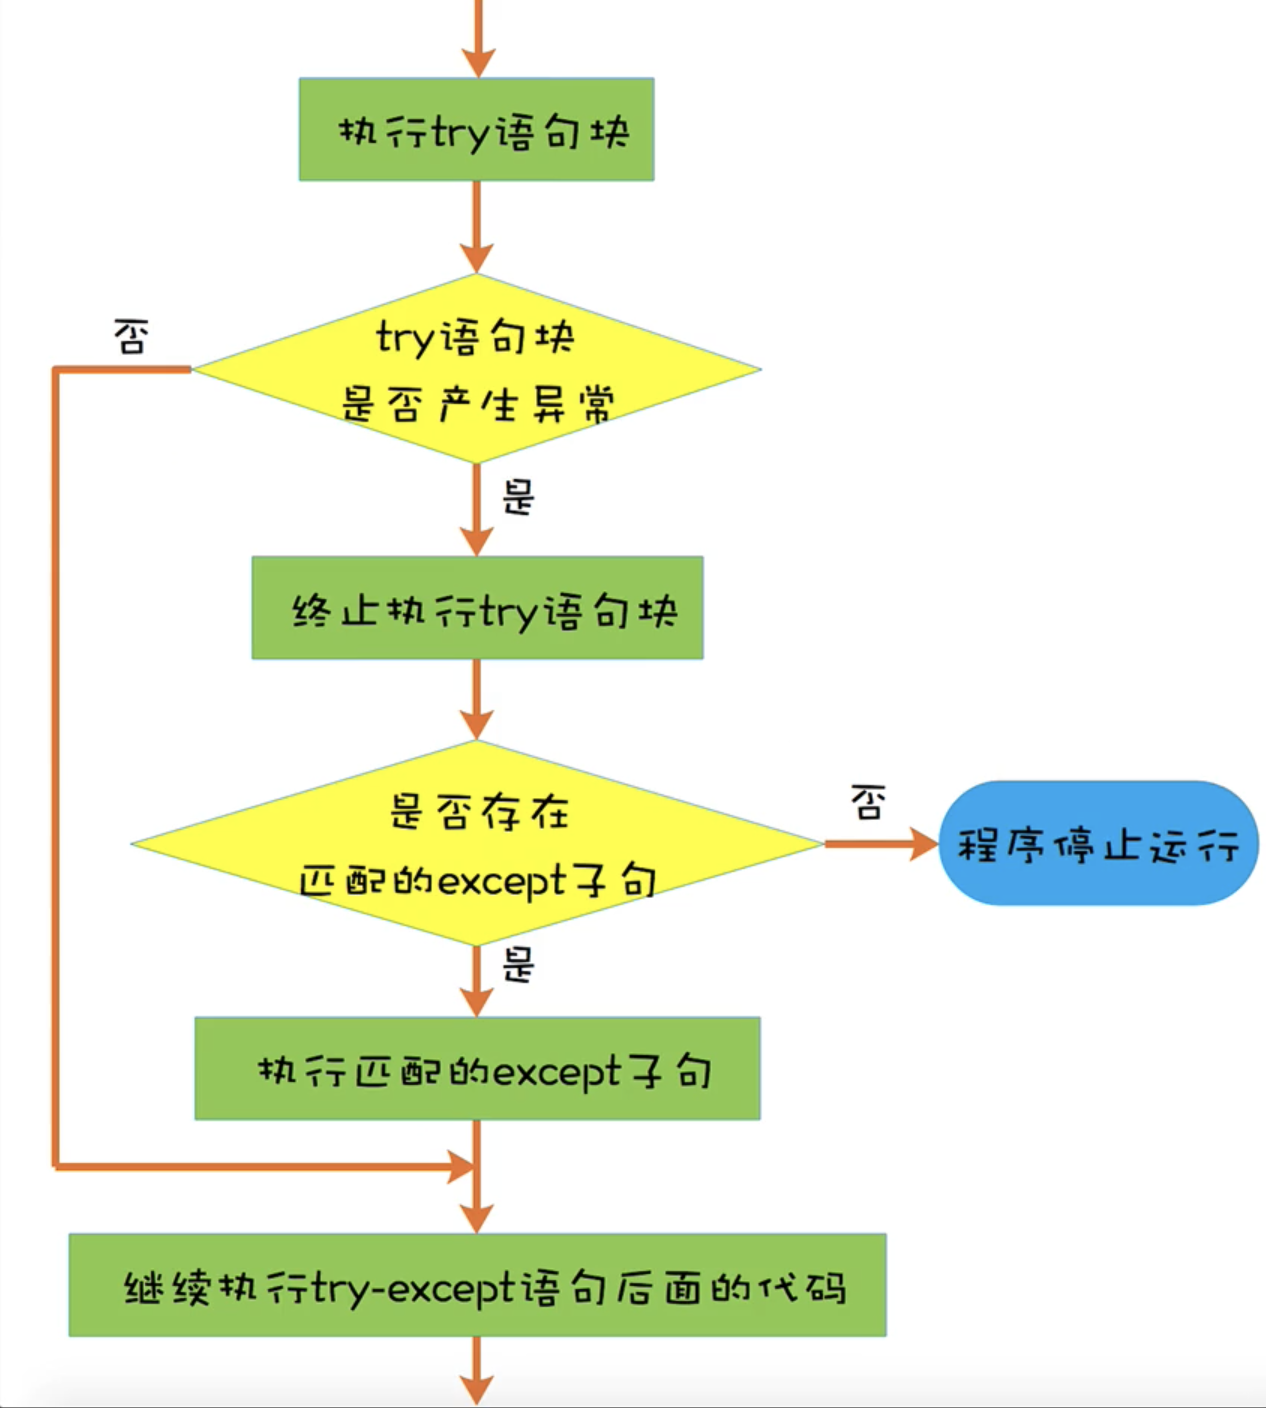 执行try语句块
try语句块
是否产生异常
否
是
终止执行try语句块
是否存在
匹配的except子句
否
程序停止运行
是
执行匹配的except子句
继续执行try-except语句后面的代码